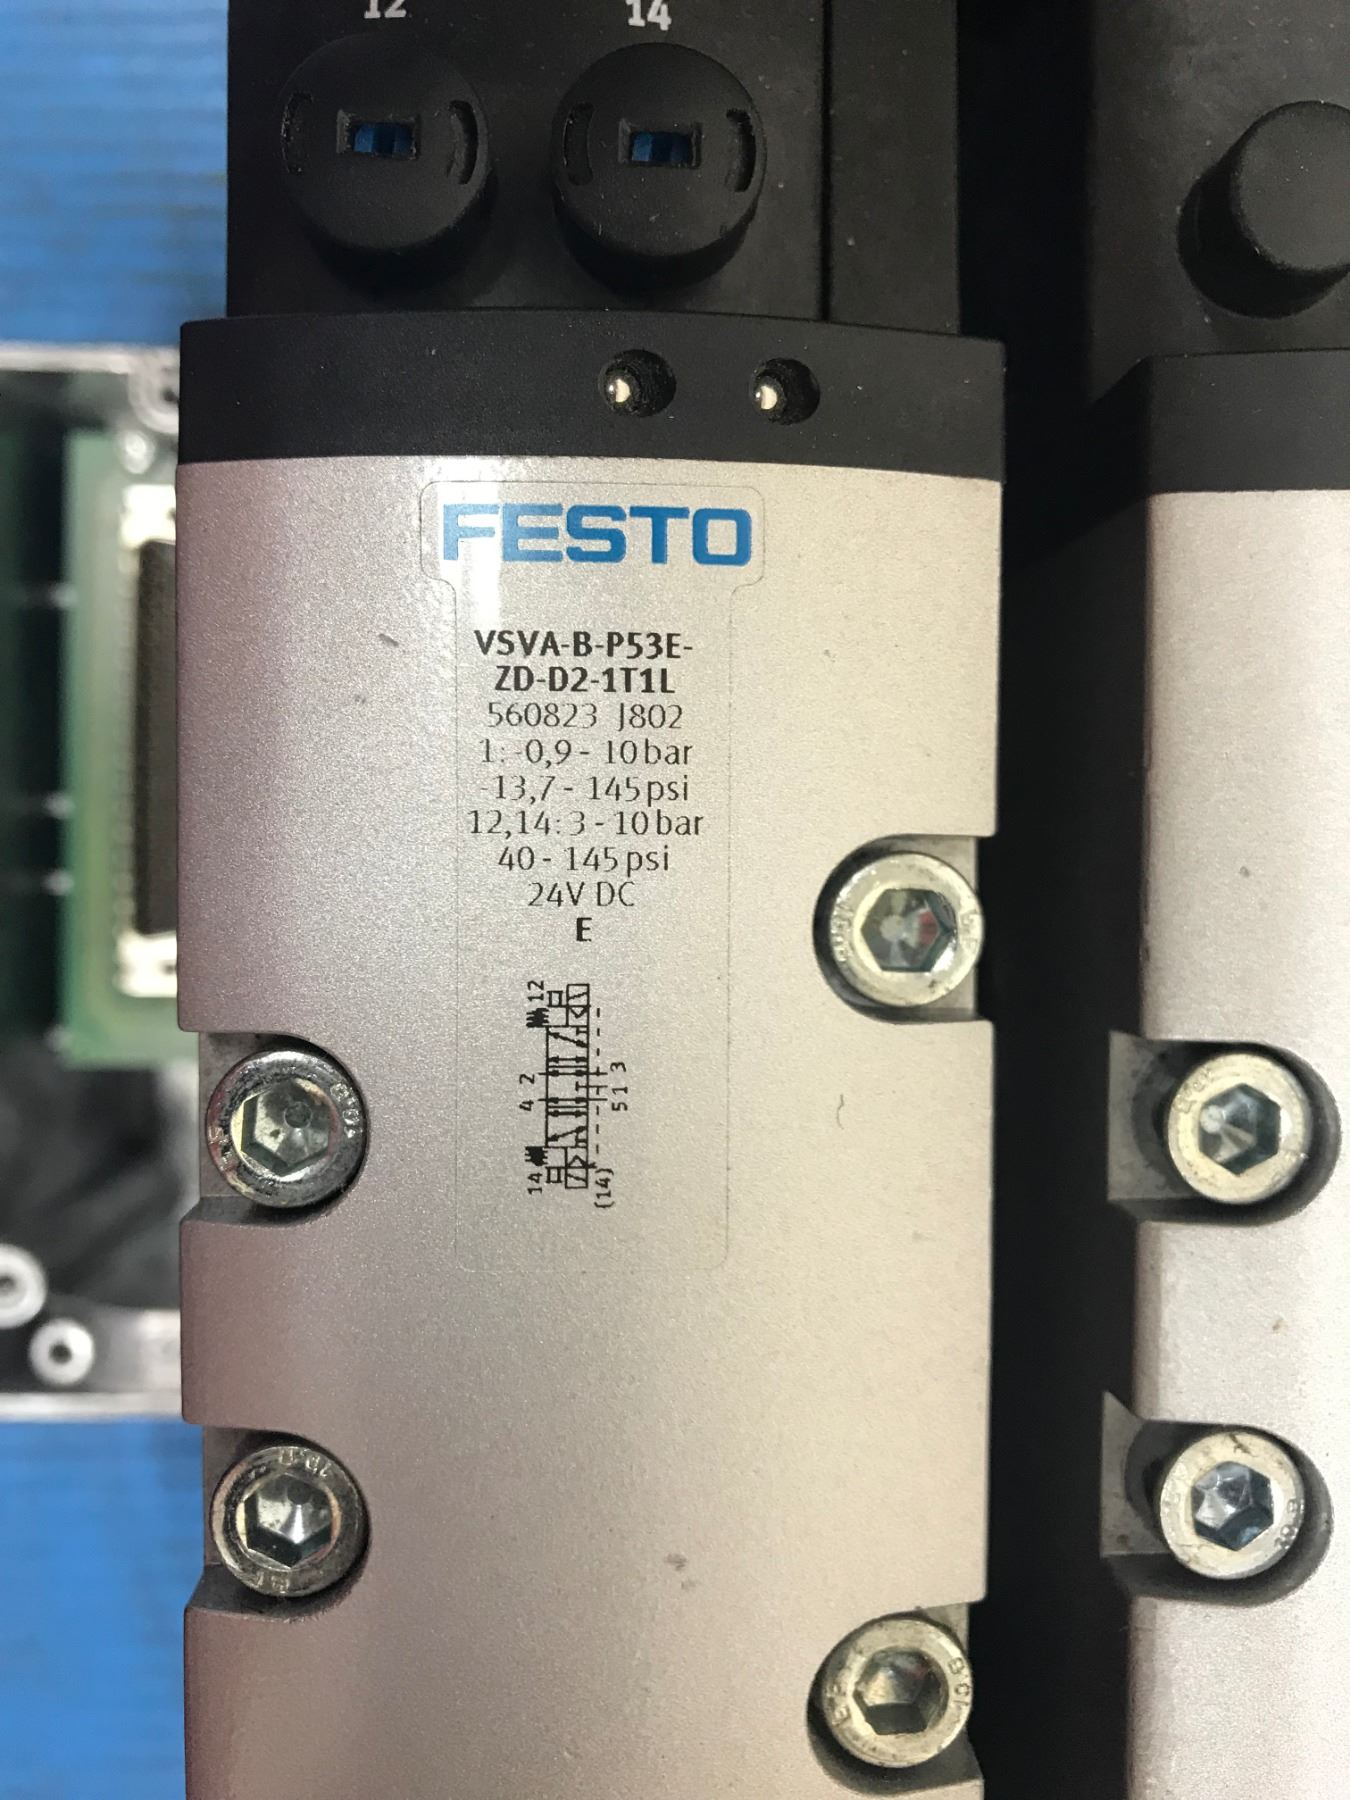 12
14
FESTO
VSVA-B-P53E-
ZD-D2-1T1L
560823 J802
1: -0,9 - 10 bar
-13,7 - 145 psi
12,14: 3 - 10 bar
40 - 145 psi
24V DC
E
12
4 2
5 1 3
14
(14)